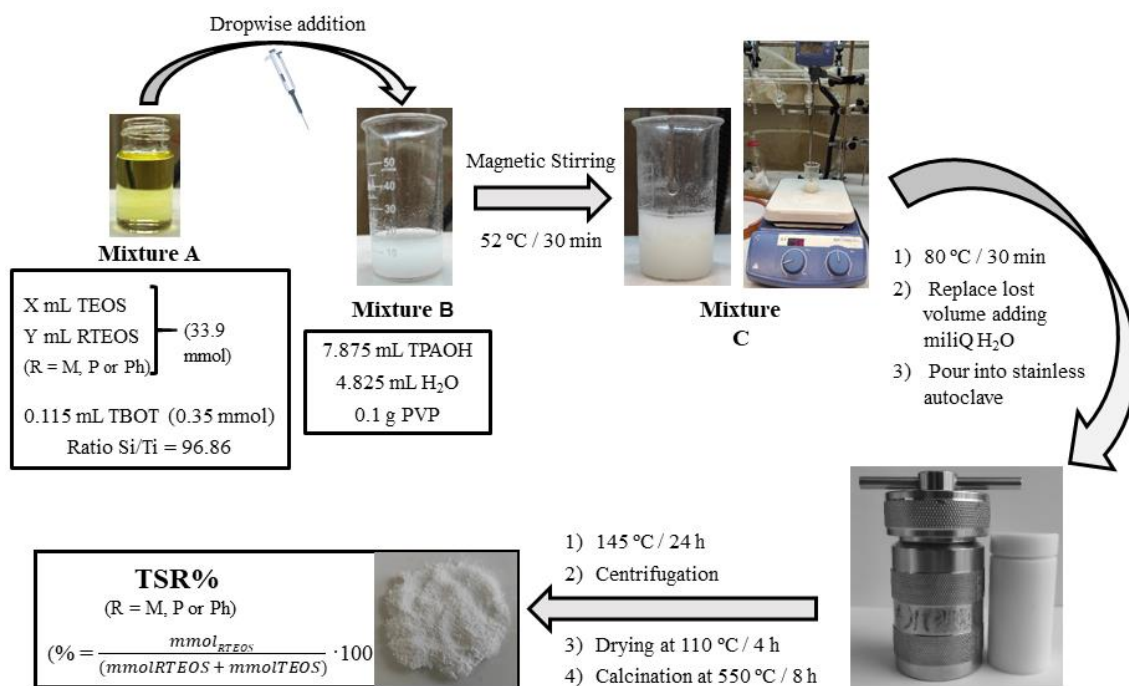 Dropwise addition
Mixture A
X mL TEOS
Y mL RTEOS
(R = M, P or Ph)
(33.9
mmol)
0.115 mL TBOT (0.35 mmol)
Ratio Si/Ti = 96.86
Mixture B
7.875 mL TPAOH
4.825 mL H₂O
0.1 g PVP
Magnetic Stirring
52 ºC / 30 min
Mixture
C
1) 80 ºC / 30 min
2) Replace lost
volume adding
miliQ H₂O
3) Pour into stainless
autoclave
1) 145 ºC / 24 h
2) Centrifugation
3) Drying at 110 ºC / 4 h
4) Calcination at 550 ºC / 8 h
TSR%
(R = M, P or Ph)
(% = mmol_RTEOS / (mmolRTEOS + mmolTEOS) ·100
50
40
30